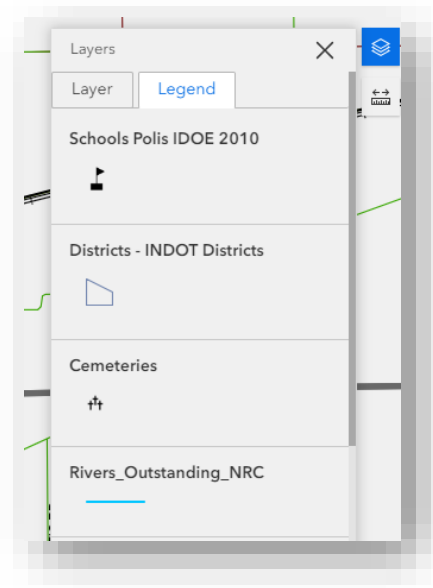 Layers
Layer
Legend
Schools Polis IDOE 2010
Districts - INDOT Districts
Cemeteries
Rivers_Outstanding_NRC